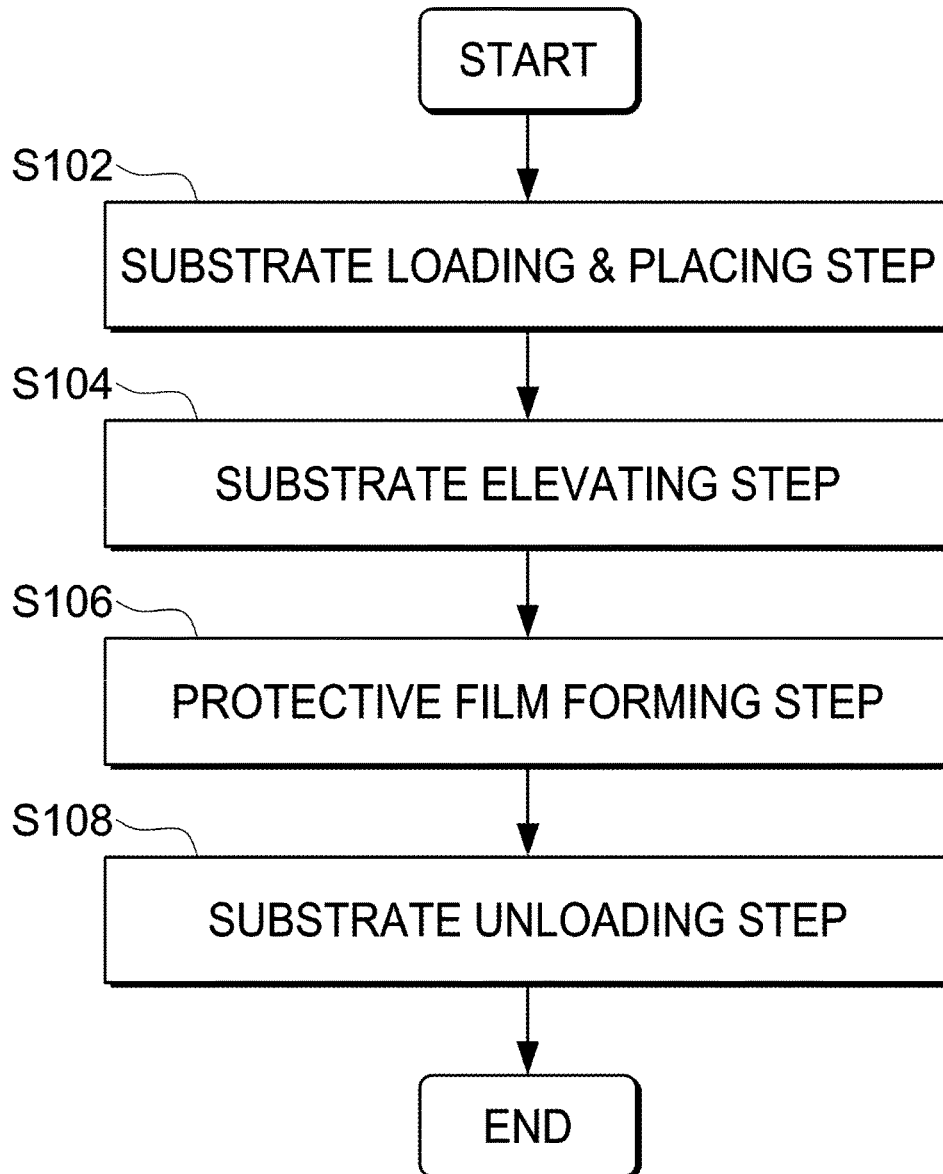 START
S102
SUBSTRATE LOADING & PLACING STEP
S104
SUBSTRATE ELEVATING STEP
S106
PROTECTIVE FILM FORMING STEP
S108
SUBSTRATE UNLOADING STEP
END